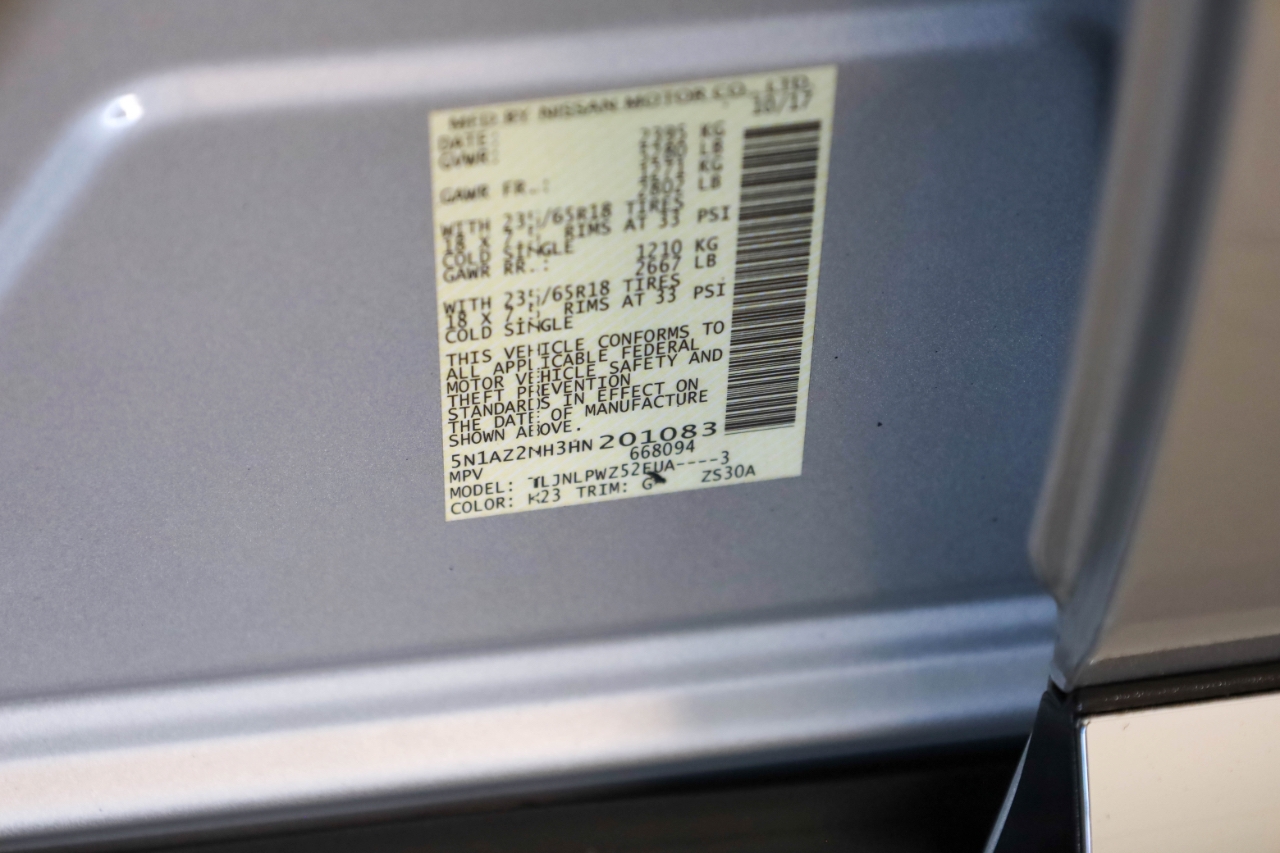 MFD BY NISSAN MOTOR CO., LTD.
DATE: 10/17
GVWR: 2395 KG
LB
GAWR FR.: KG
LB
WITH 235/65R18 TIRES
18 X 7.5 RIMS AT 33 PSI
COLD SINGLE
GAWR RR.: 1210 KG
2667 LB
WITH 235/65R18 TIRES
18 X 7.5 RIMS AT 33 PSI
COLD SINGLE
THIS VEHICLE CONFORMS TO
ALL APPLICABLE FEDERAL
MOTOR VEHICLE SAFETY AND
THEFT PREVENTION
STANDARDS IN EFFECT ON
THE DATE OF MANUFACTURE
SHOWN ABOVE.
5N1AZ2MH3HN201083
MPV 668094
MODEL: TLJNLPWZ52EUA----3
COLOR: K23 TRIM: G ZS30A